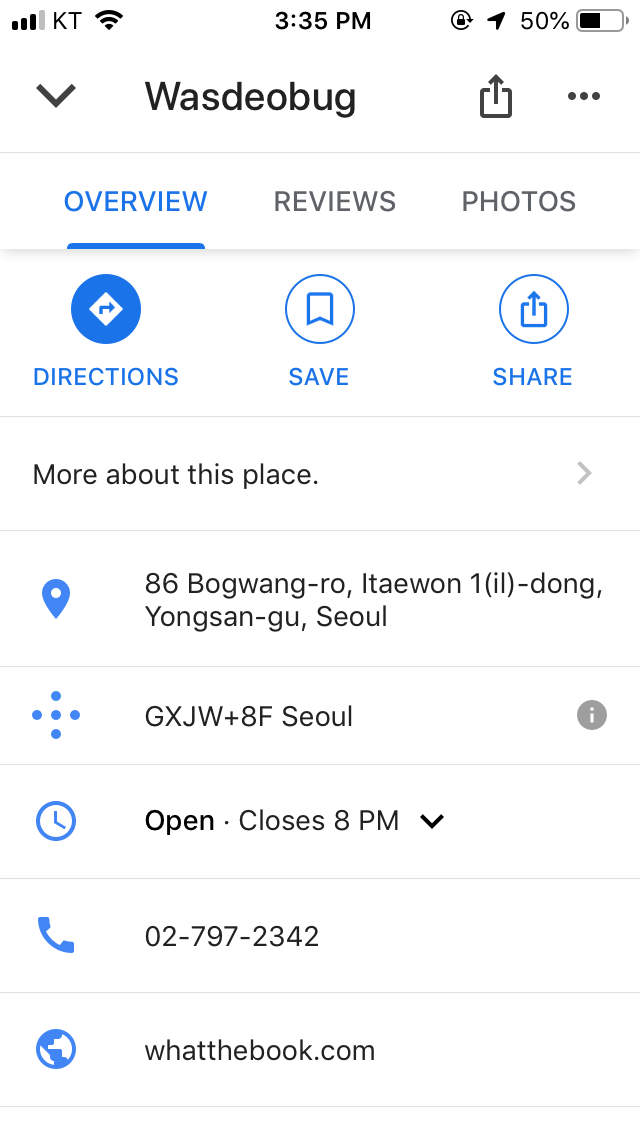 KT 3:35 PM 50%
Wasdeobug
OVERVIEW REVIEWS PHOTOS
DIRECTIONS SAVE SHARE
More about this place.
86 Bogwang-ro, Itaewon 1(il)-dong,
Yongsan-gu, Seoul
GXJW+8F Seoul
Open · Closes 8 PM
02-797-2342
whatthebook.com